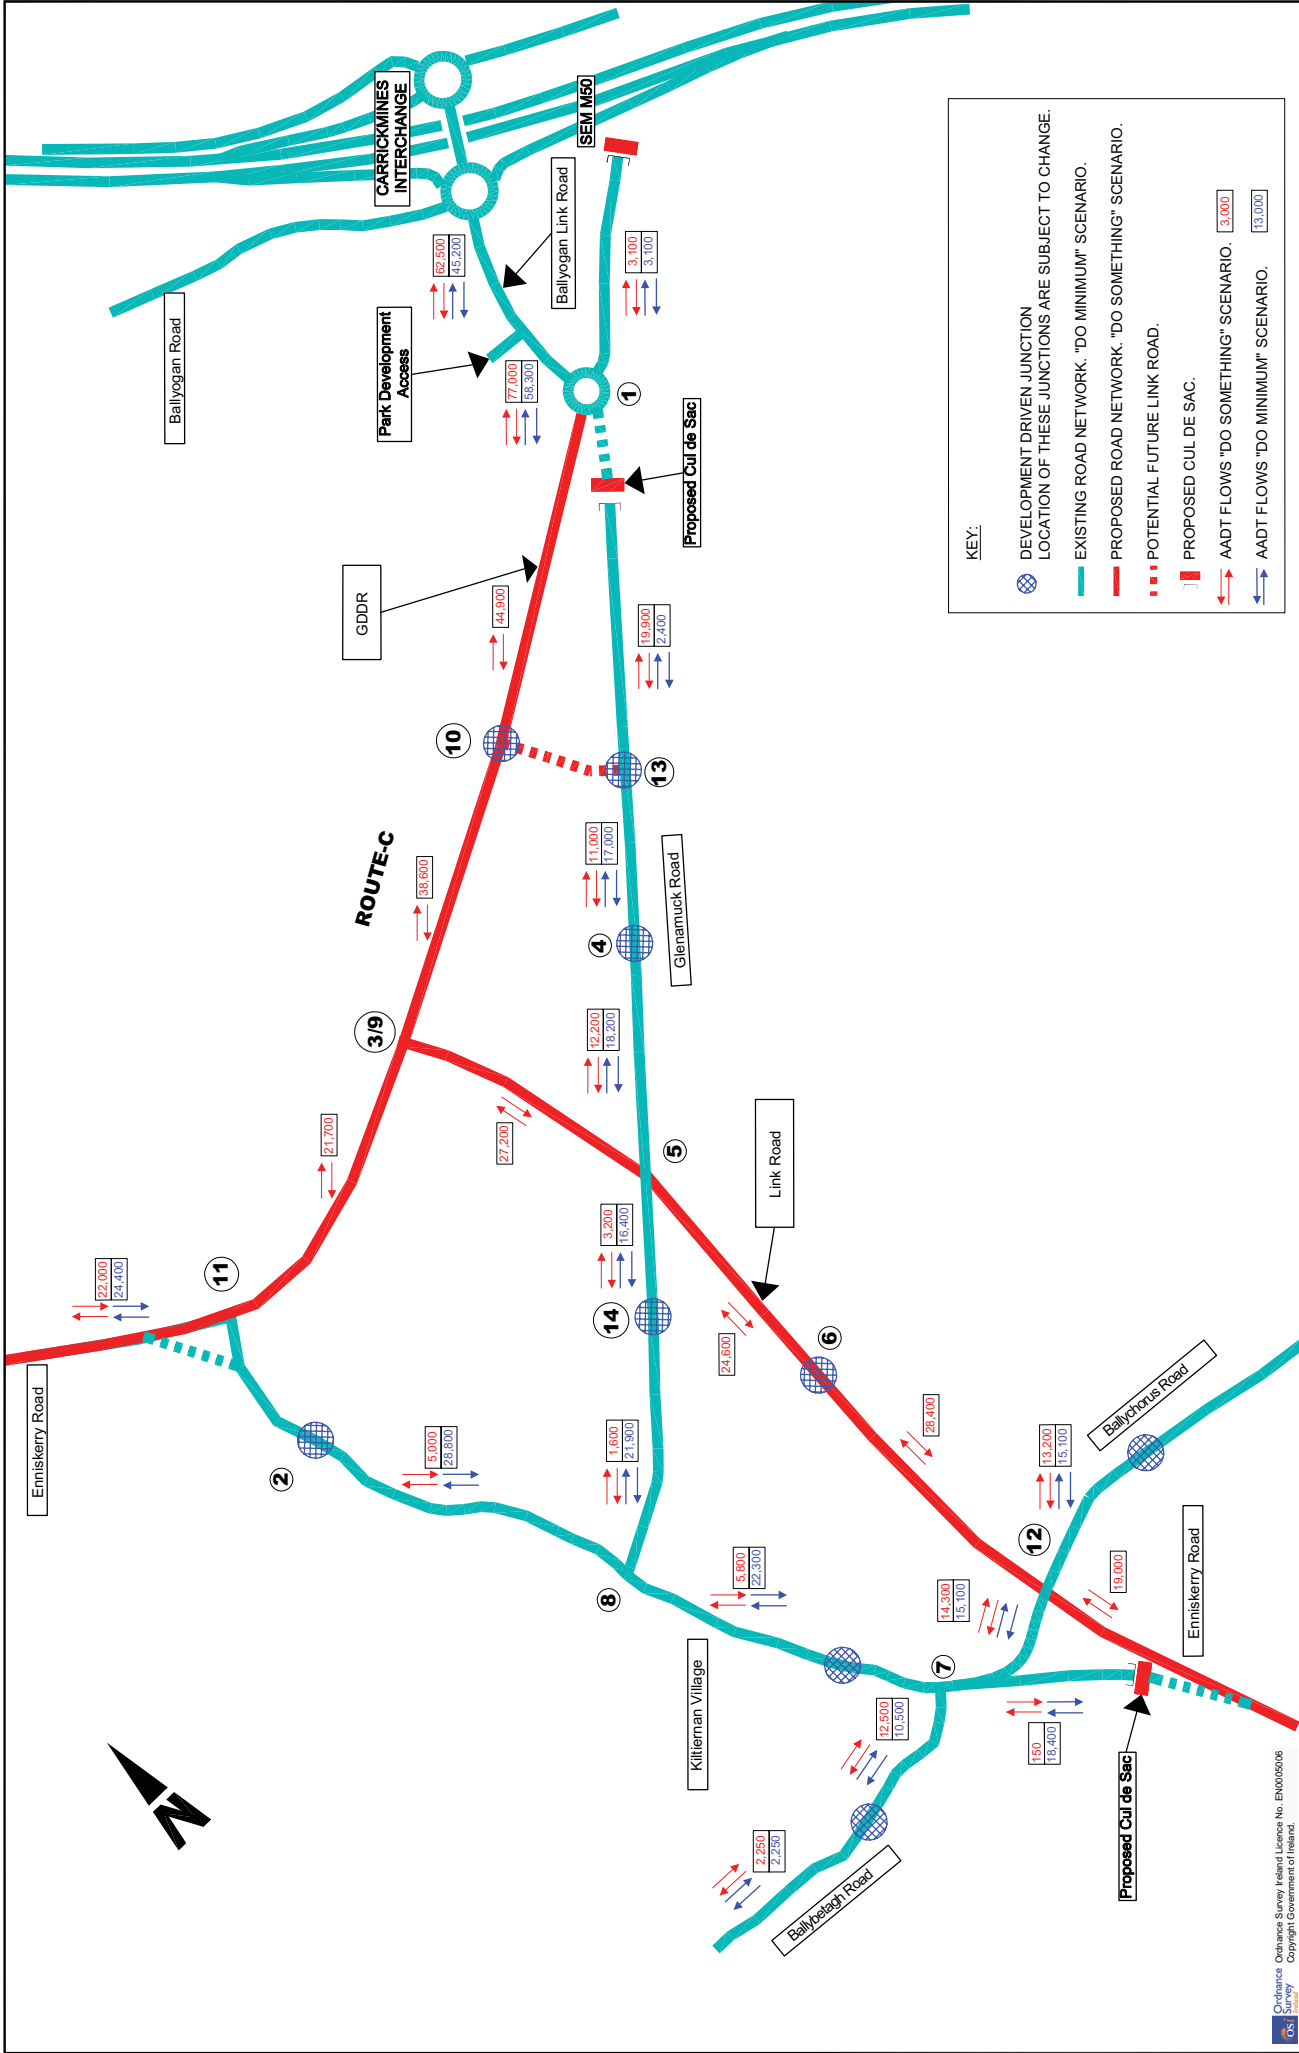 Enniskerry Road
22,000
24,400
11
2
5,000
28,800
8
Kiltiernan Village
5,800
22,300
Ballybetagh Road
2,250
2,250
12,500
10,500
7
14,300
15,100
150
18,400
Proposed Cul de Sac
Enniskerry Road
19,000
12
13,200
15,100
Ballychorus Road
28,400
6
24,600
Link Road
1,600
21,900
14
3,200
16,400
5
27,200
21,700
3/9
12,200
18,200
4
Glenamuck Road
11,000
17,000
38,600
ROUTE-C
10
13
19,900
2,400
44,900
GDDR
Proposed Cul de Sac
1
77,000
58,300
Park Development
Access
Ballyogan Road
62,500
45,200
Ballyogan Link Road
3,100
3,100
SEM M50
CARRICKMINES
INTERCHANGE
KEY:
DEVELOPMENT DRIVEN JUNCTION
LOCATION OF THESE JUNCTIONS ARE SUBJECT TO CHANGE.
EXISTING ROAD NETWORK. "DO MINIMUM" SCENARIO.
PROPOSED ROAD NETWORK. "DO SOMETHING" SCENARIO.
POTENTIAL FUTURE LINK ROAD.
PROPOSED CUL DE SAC.
AADT FLOWS "DO SOMETHING" SCENARIO. 3,000
AADT FLOWS "DO MINIMUM" SCENARIO. 13,000
N
OSi
Ordnance
Survey
Ireland
Ordnance Survey Ireland Licence No. EN0005006
Copyright Government of Ireland.